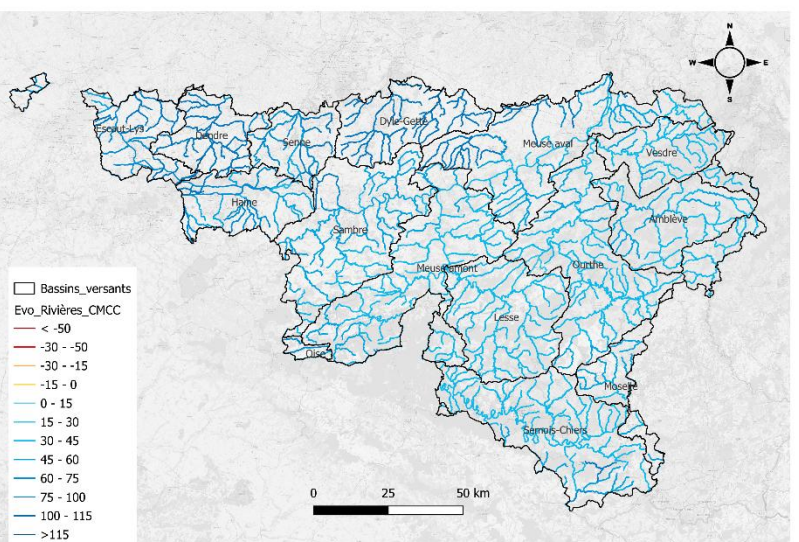 N
W E
S
Escaut-Lys
Dendre
Senne
Dyle-Gette
Meuse aval
Vesdre
Haine
Sambre
Amblève
Meuse amont
Ourthe
Lesse
Oise
Moselle
Semois-Chiers
Bassins_versants
Evo_Rivières_CMCC
< -50
-30 - -50
-30 - -15
-15 - 0
0 - 15
15 - 30
30 - 45
45 - 60
60 - 75
75 - 100
100 - 115
>115
0 25 50 km